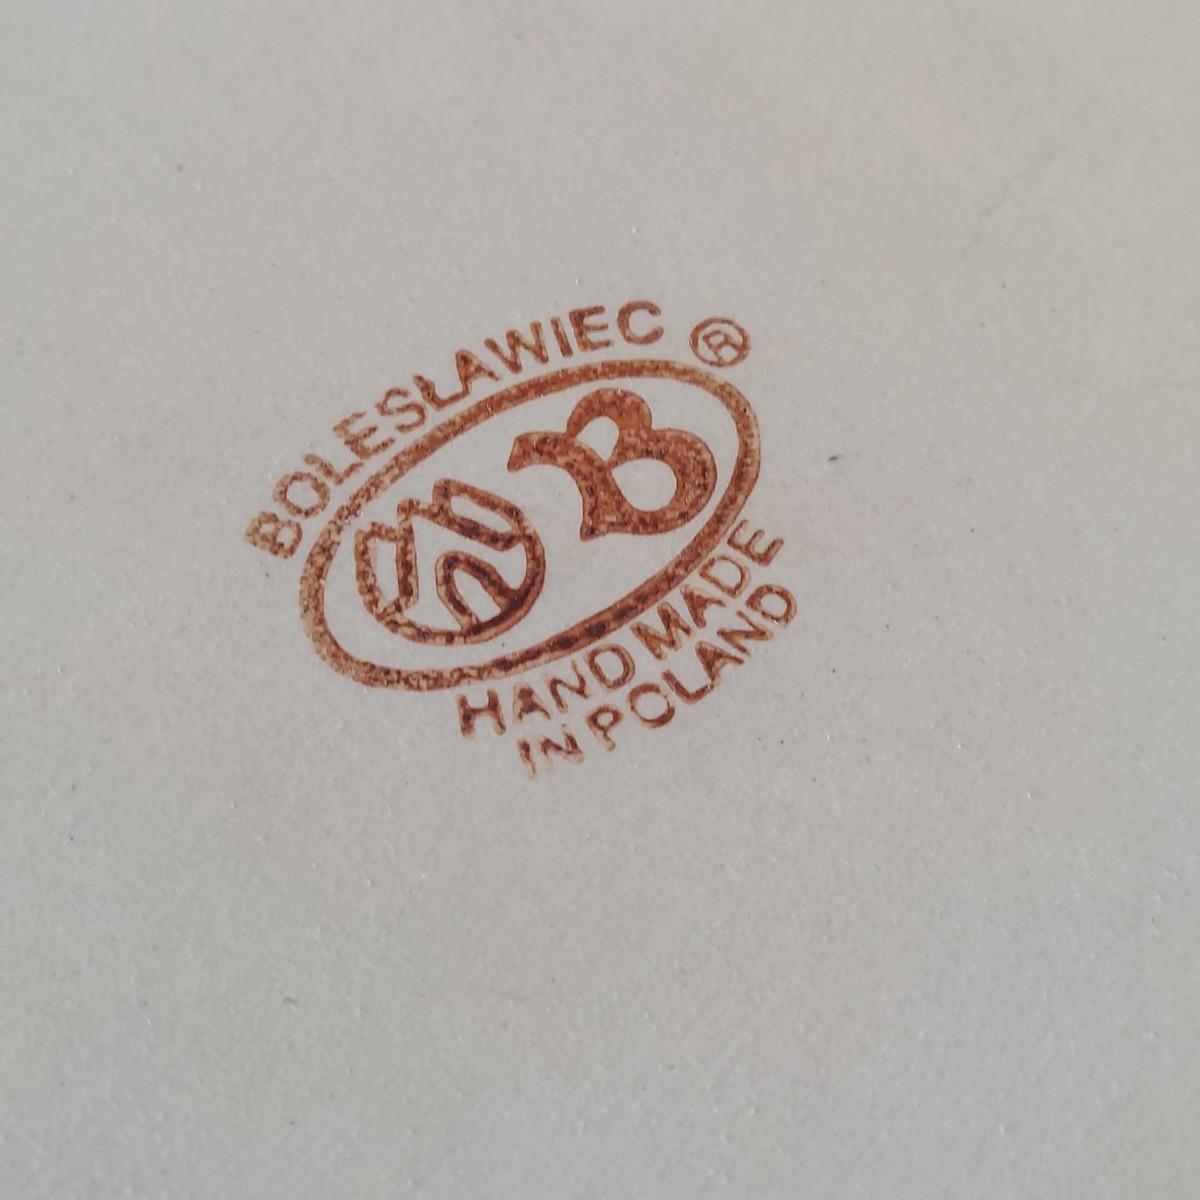 BOLESŁAWIEC ®
B
HAND MADE
IN POLAND